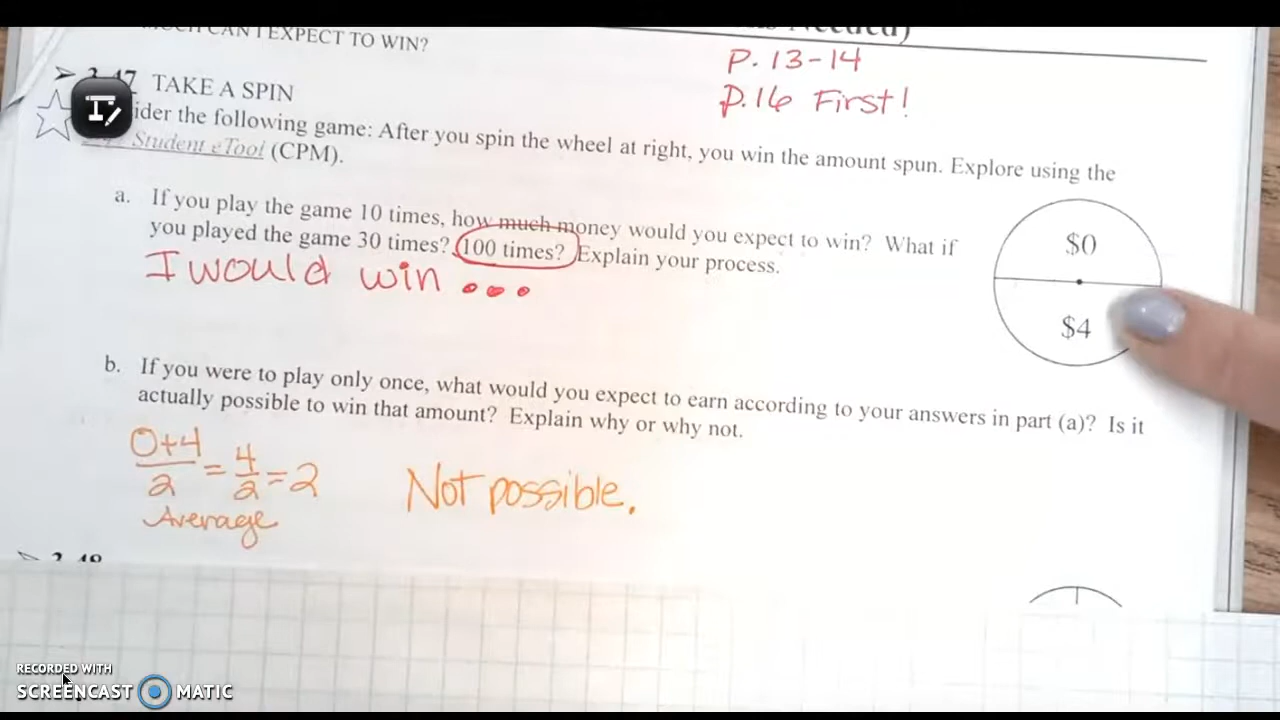 CAN I EXPECT TO WIN?
P. 13-14
P.16 First!
TAKE A SPIN
ider the following game: After you spin the wheel at right, you win the amount spun. Explore using the
Student eTool (CPM).
a. If you play the game 10 times, how much money would you expect to win? What if
you played the game 30 times? 100 times? Explain your process.
I would win ...
$0
$4
b. If you were to play only once, what would you expect to earn according to your answers in part (a)? Is it
actually possible to win that amount? Explain why or why not.
0+4/2 = 4/2 = 2
Not possible.
Average
RECORDED WITH
SCREENCAST MATIC